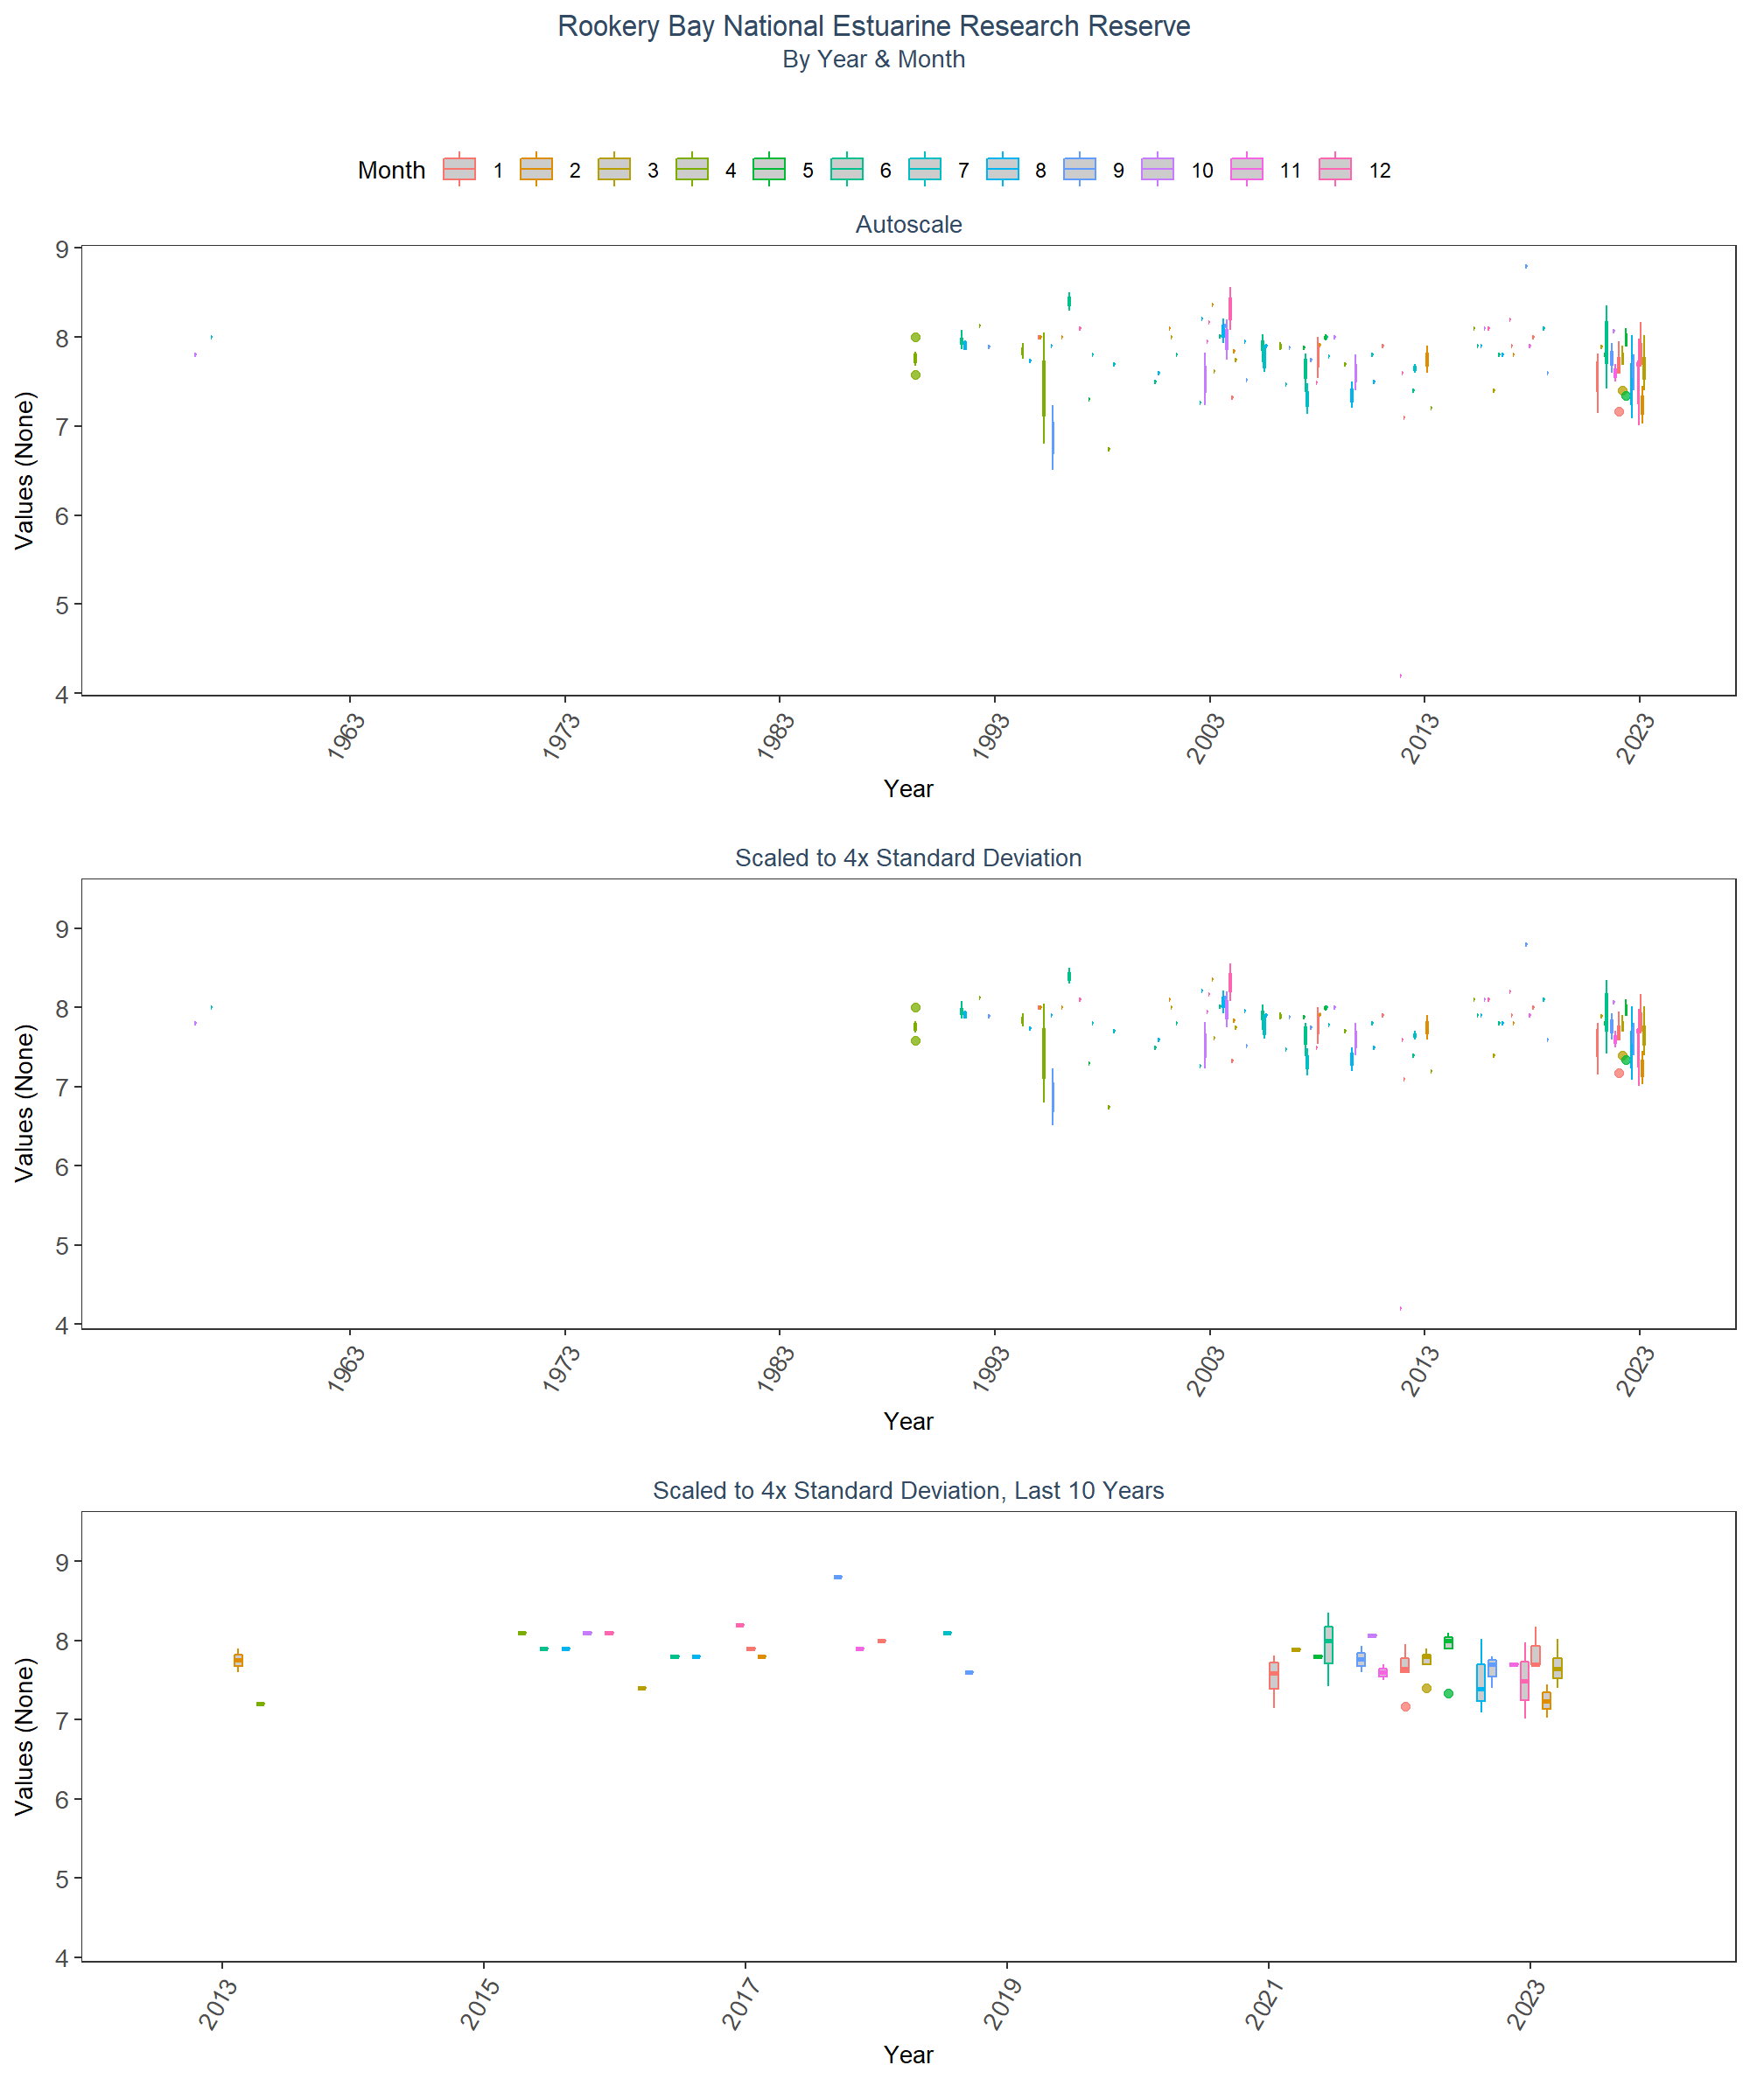 Rookery Bay National Estuarine Research Reserve
By Year & Month
Month 1 2 3 4 5 6 7 8 9 10 11 12
Autoscale
9
8
7
6
5
4
Values (None)
1963 1973 1983 1993 2003 2013 2023
Year
Scaled to 4x Standard Deviation
9
8
7
6
5
4
Values (None)
1963 1973 1983 1993 2003 2013 2023
Year
Scaled to 4x Standard Deviation, Last 10 Years
9
8
7
6
5
4
Values (None)
2013 2015 2017 2019 2021 2023
Year